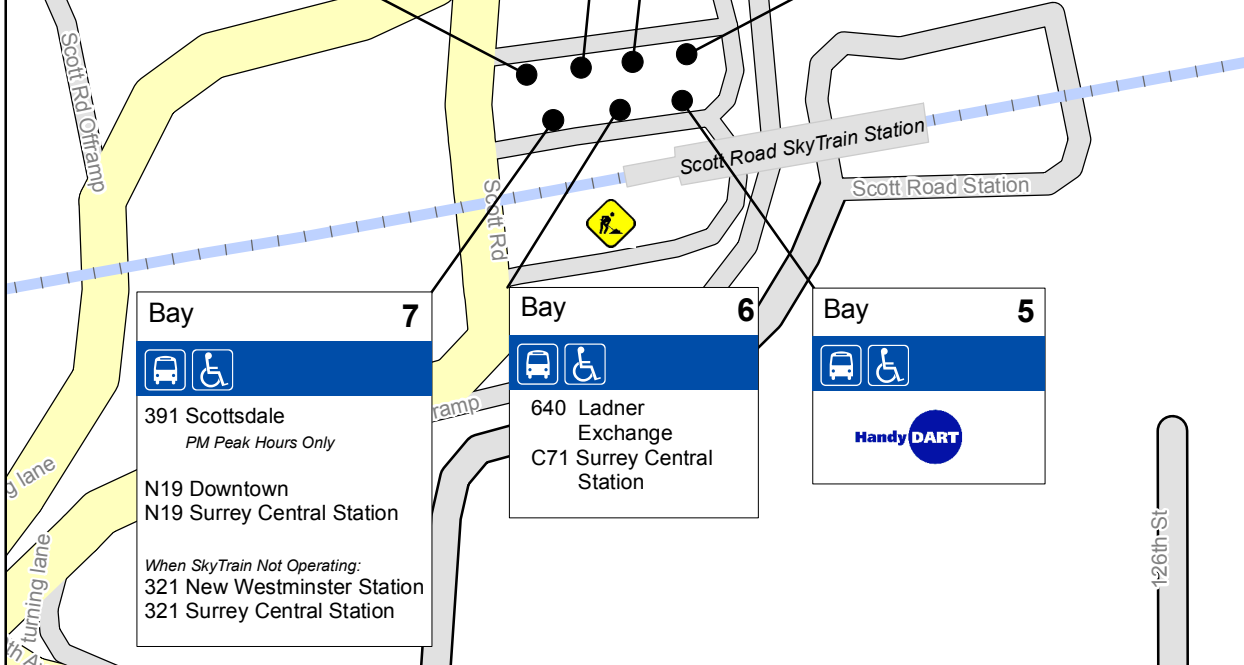 Scott Rd Offramp
Scott Road SkyTrain Station
Scott Road Station
Scott Rd
Bay 7
391 Scottsdale
PM Peak Hours Only
N19 Downtown
N19 Surrey Central Station
When SkyTrain Not Operating:
321 New Westminster Station
321 Surrey Central Station
Bay 6
640 Ladner
Exchange
C71 Surrey Central
Station
Bay 5
HandyDART
ramp
lane
turning lane
126th St